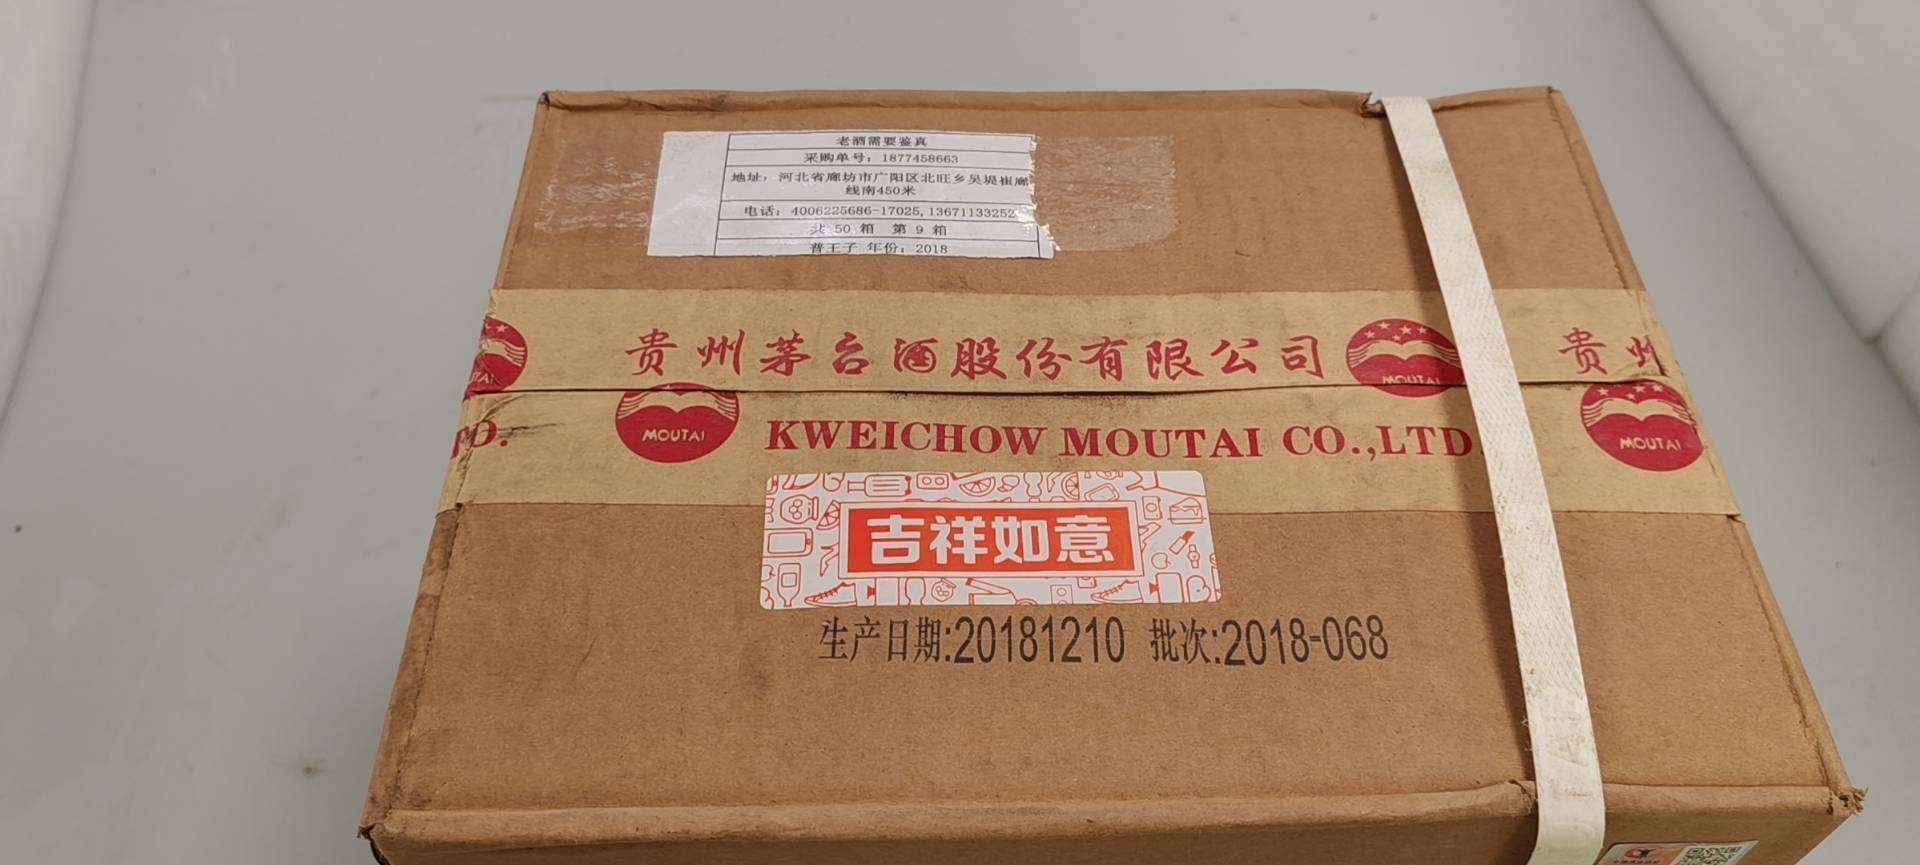 老酒需要鉴真
采购单号：1877458663
地址：河北省廊坊市广阳区北旺乡吴堤崔廊
线南450米
电话：4006225686-17025,13671133252
共 50 箱 第 9 箱
普王子 年份：2018
贵州茅台酒股份有限公司
MOUTAI
贵州
TD.
MOUTAI
KWEICHOW MOUTAI CO.,LTD.
MOUTAI
吉祥如意
生产日期:20181210 批次:2018-068